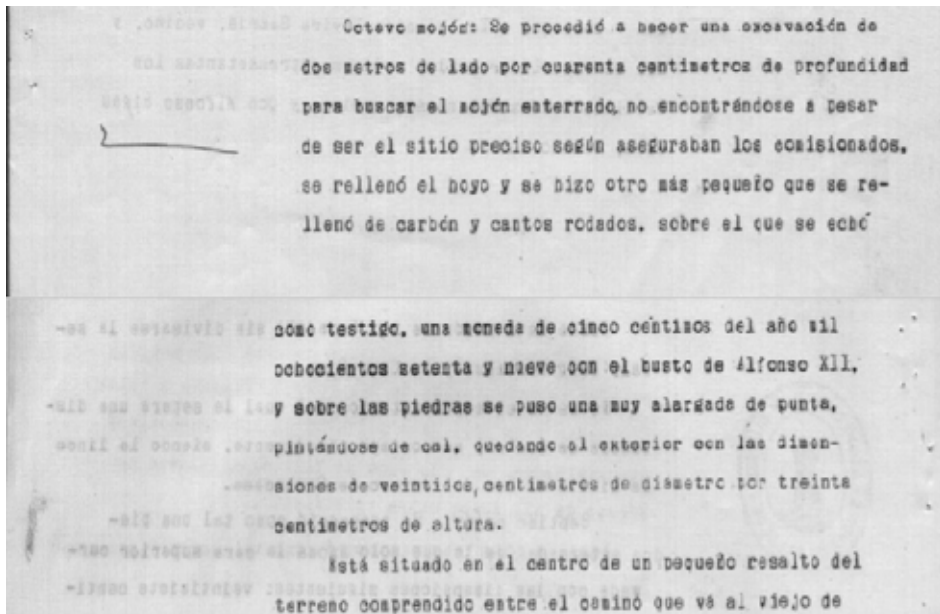 Octavo mojón: Se procedió a hacer una excavación de
dos metros de lado por cuarenta centimetros de profundidad
para buscar el mojón enterrado, no encontrándose a pesar
de ser el sitio preciso según aseguraban los comisionados,
se rellenó el hoyo y se hizo otro más pequeño que se re-
llenó de carbón y cantos rodados, sobre el que se echó
como testigo, una moneda de cinco céntimos del año mil
ochocientos setenta y nueve con el busto de Alfonso XII,
y sobre las piedras se puso una muy alargada de punta,
pintándose de cal, quedando al exterior con las dimen-
siones de veintidos, centimetros de diámetro por treinta
centimetros de altura.
Está situado en el centro de un pequeño resalto del
terreno comprendido entre el camino que vá al viejo de